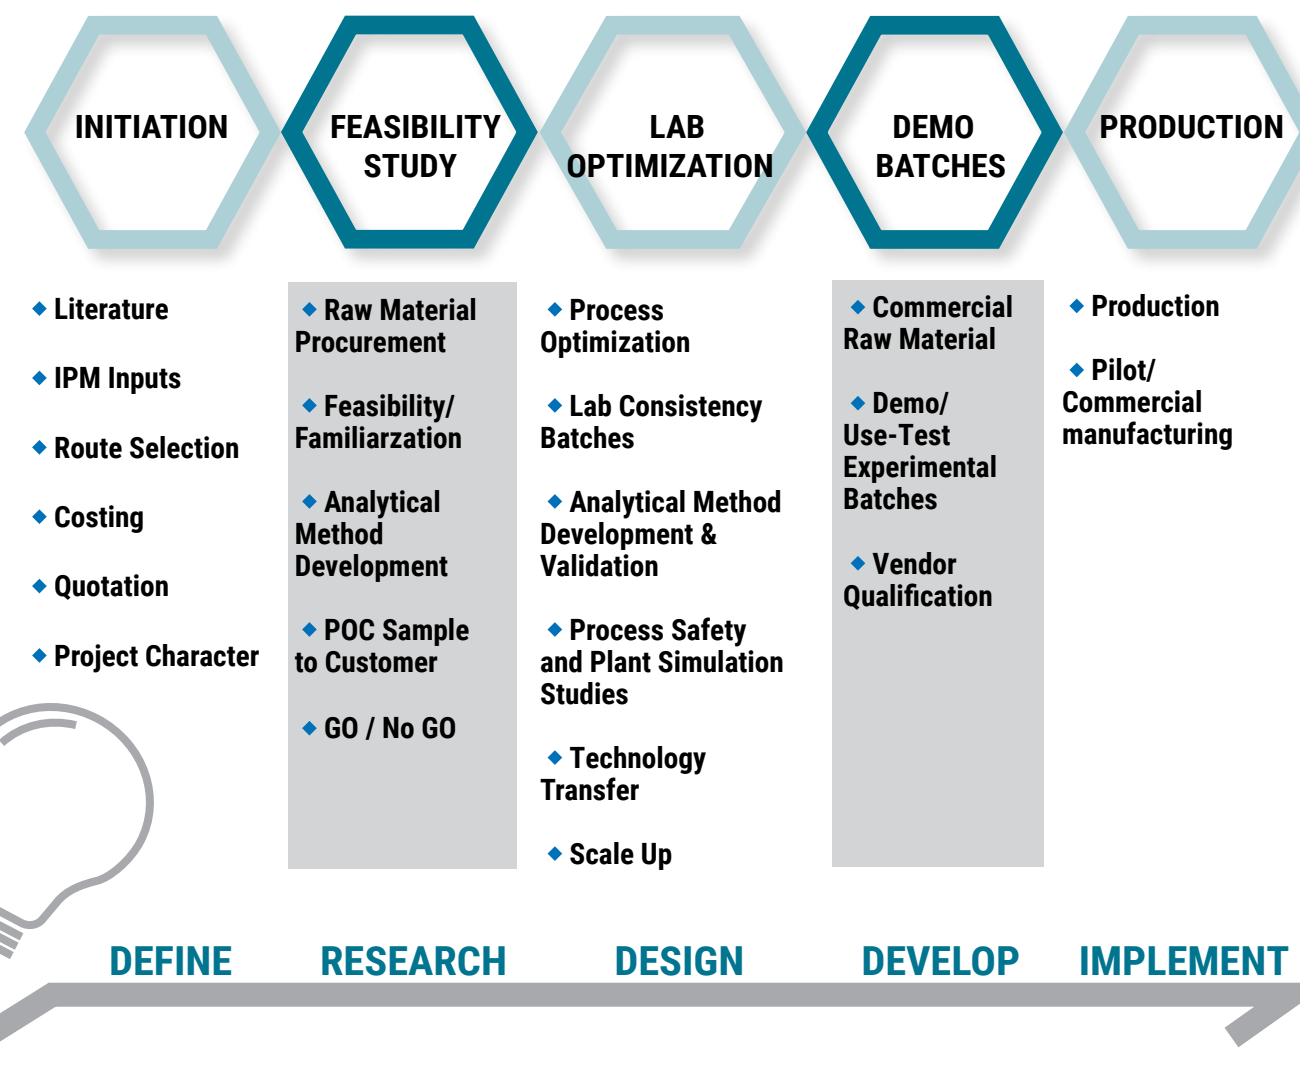 INITIATION
FEASIBILITY
STUDY
LAB
OPTIMIZATION
DEMO
BATCHES
PRODUCTION
Literature
IPM Inputs
Route Selection
Costing
Quotation
Project Character
Raw Material
Procurement
Feasibility/
Familiarzation
Analytical
Method
Development
POC Sample
to Customer
GO / No GO
Process
Optimization
Lab Consistency
Batches
Analytical Method
Development &
Validation
Process Safety
and Plant Simulation
Studies
Technology
Transfer
Scale Up
Commercial
Raw Material
Demo/
Use-Test
Experimental
Batches
Vendor
Qualification
Production
Pilot/
Commercial
manufacturing
DEFINE
RESEARCH
DESIGN
DEVELOP
IMPLEMENT